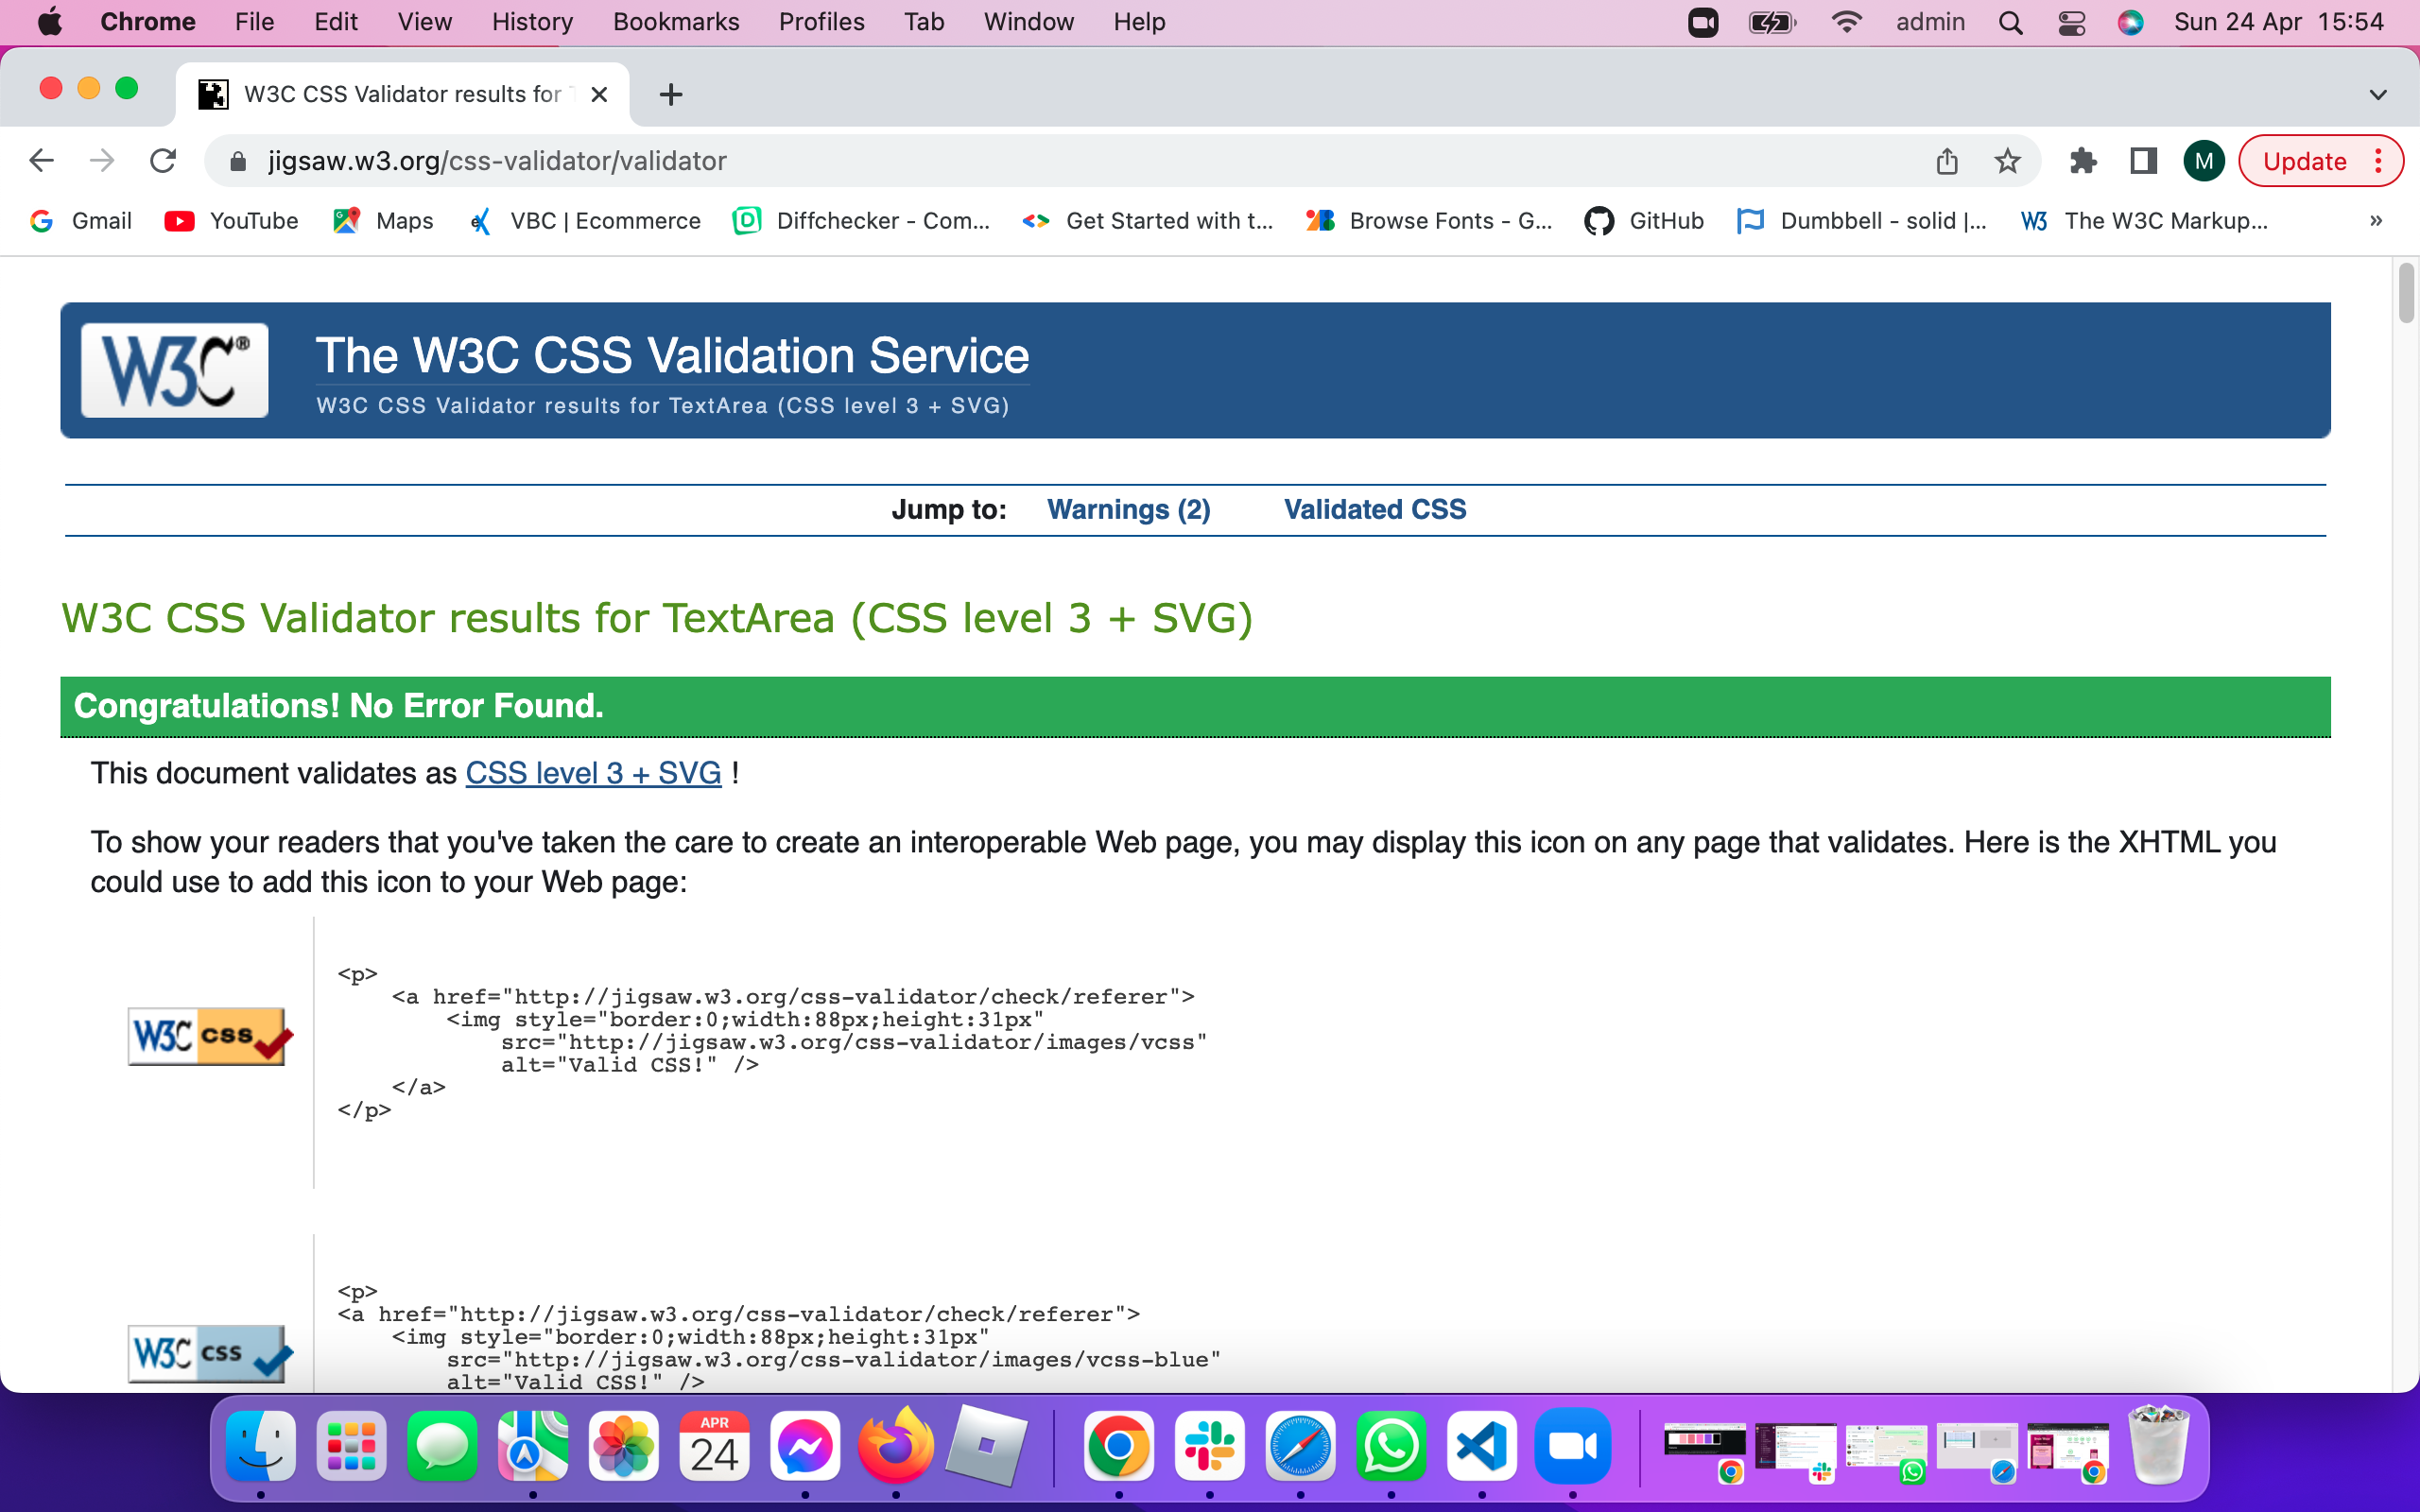 Chrome File Edit View History Bookmarks Profiles Tab Window Help admin Sun 24 Apr 15:54
W3C CSS Validator results for
jigsaw.w3.org/css-validator/validator
M Update
Gmail YouTube Maps VBC | Ecommerce Diffchecker - Com... Get Started with t... Browse Fonts - G... GitHub Dumbbell - solid |... W3 The W3C Markup... »
W3C® The W3C CSS Validation Service
W3C CSS Validator results for TextArea (CSS level 3 + SVG)
Jump to: Warnings (2) Validated CSS
W3C CSS Validator results for TextArea (CSS level 3 + SVG)
Congratulations! No Error Found.
This document validates as CSS level 3 + SVG !
To show your readers that you've taken the care to create an interoperable Web page, you may display this icon on any page that validates. Here is the XHTML you
could use to add this icon to your Web page:
<p>
<a href="http://jigsaw.w3.org/css-validator/check/referer">
<img style="border:0;width:88px;height:31px"
W3C css
src="http://jigsaw.w3.org/css-validator/images/vcss"
alt="Valid CSS!" />
</a>
</p>
<p>
<a href="http://jigsaw.w3.org/css-validator/check/referer">
<img style="border:0;width:88px;height:31px"
W3C css
src="http://jigsaw.w3.org/css-validator/images/vcss-blue"
alt="Valid CSS!" />
APR
24